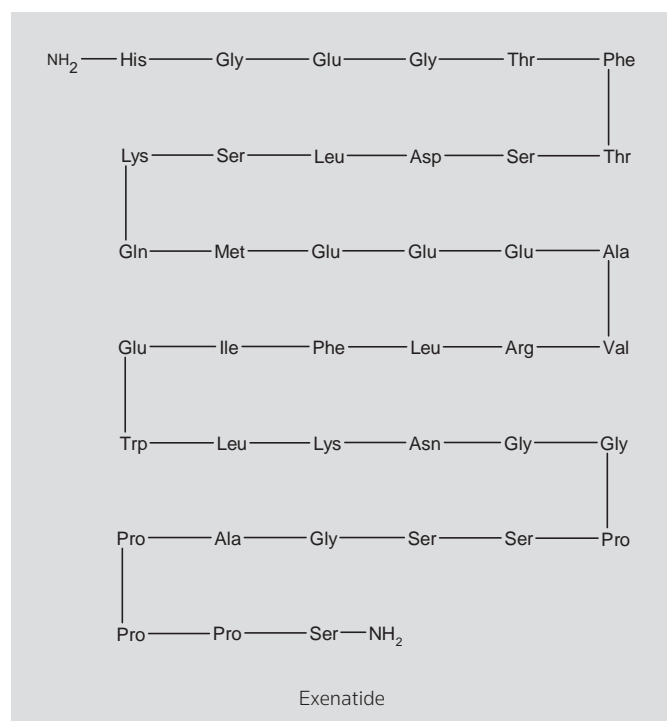 NH2 His Gly Glu Gly Thr Phe
Lys Ser Leu Asp Ser Thr
Gln Met Glu Glu Glu Ala
Glu Ile Phe Leu Arg Val
Trp Leu Lys Asn Gly Gly
Pro Ala Gly Ser Ser Pro
Pro Pro Ser NH2
Exenatide